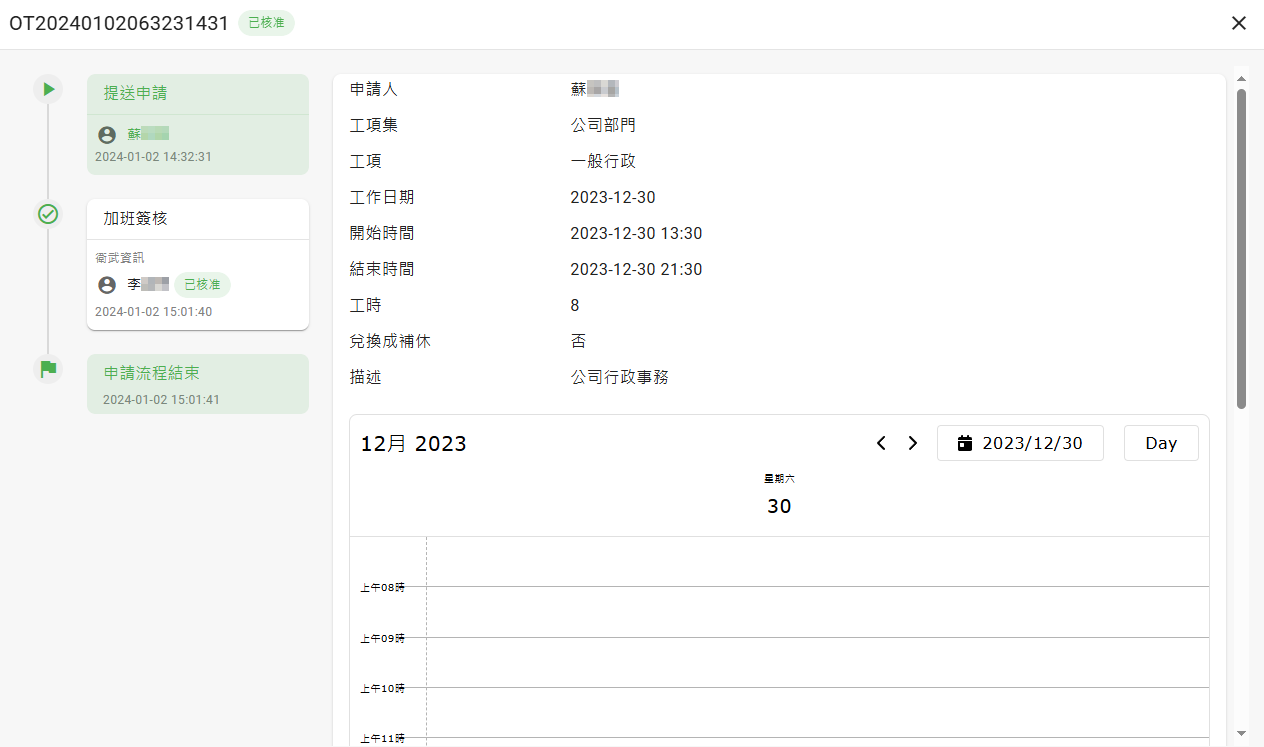 OT20240102063231431 已核准
提送申請
蘇
2024-01-02 14:32:31
加班簽核
衛武資訊
李 已核准
2024-01-02 15:01:40
申請流程結束
2024-01-02 15:01:41
申請人 蘇
工項集 公司部門
工項 一般行政
工作日期 2023-12-30
開始時間 2023-12-30 13:30
結束時間 2023-12-30 21:30
工時 8
兌換成補休 否
描述 公司行政事務
12月 2023 2023/12/30 Day
星期六
30
上午08時
上午09時
上午10時
上午11時